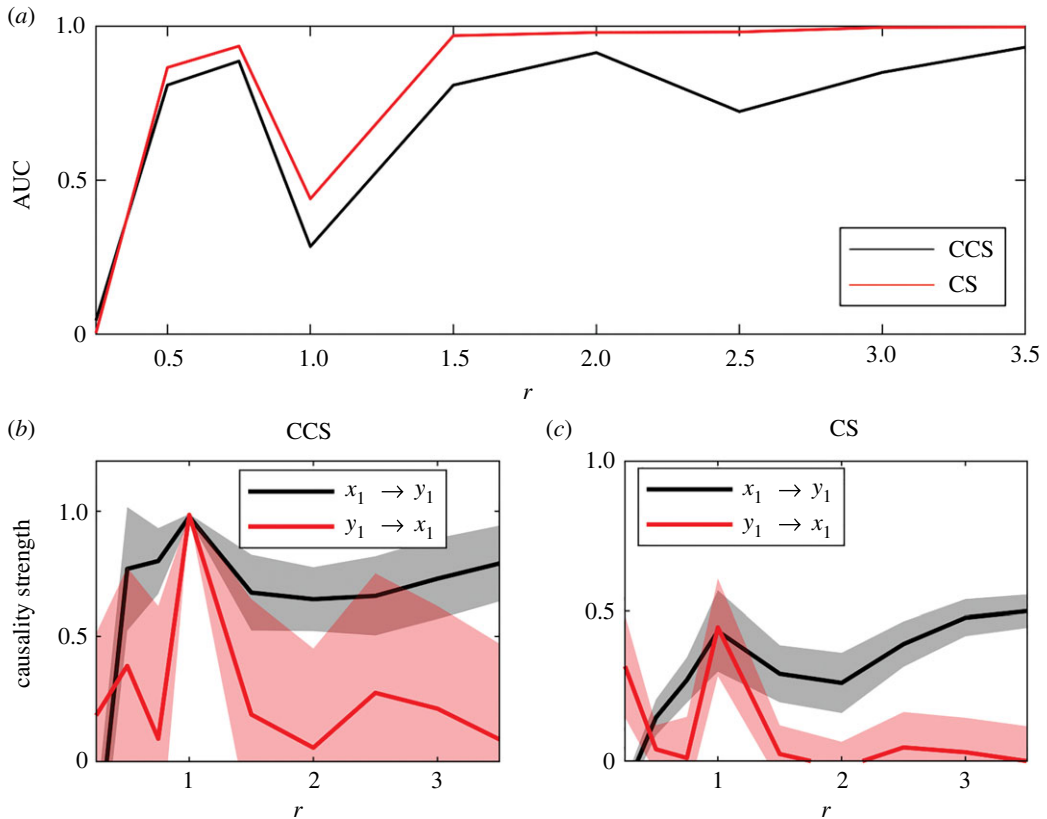 (a)
1.0
0.5
0
AUC
CCS
CS
0.5 1.0 1.5 2.0 2.5 3.0 3.5
r
(b) CCS
1.0
0.5
0
causality strength
x1 → y1
y1 → x1
1 2 3
r
(c) CS
1.0
0.5
0
x1 → y1
y1 → x1
1 2 3
r